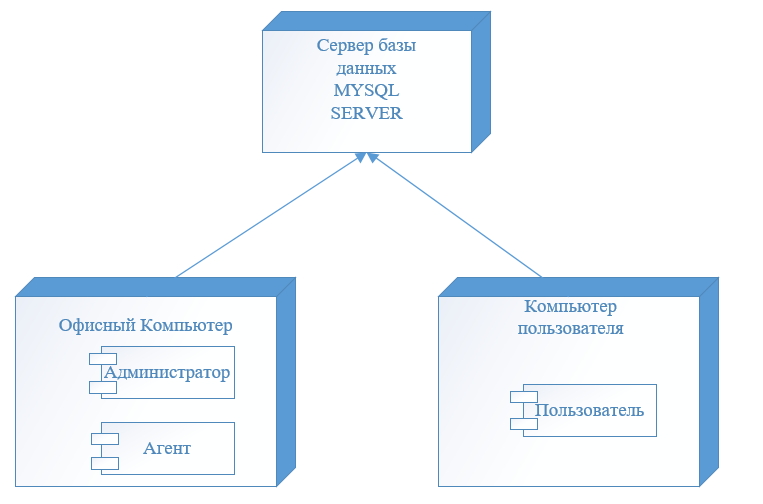 Сервер базы
данных
MYSQL
SERVER
Офисный Компьютер
Администратор
Агент
Компьютер
пользователя
Пользователь